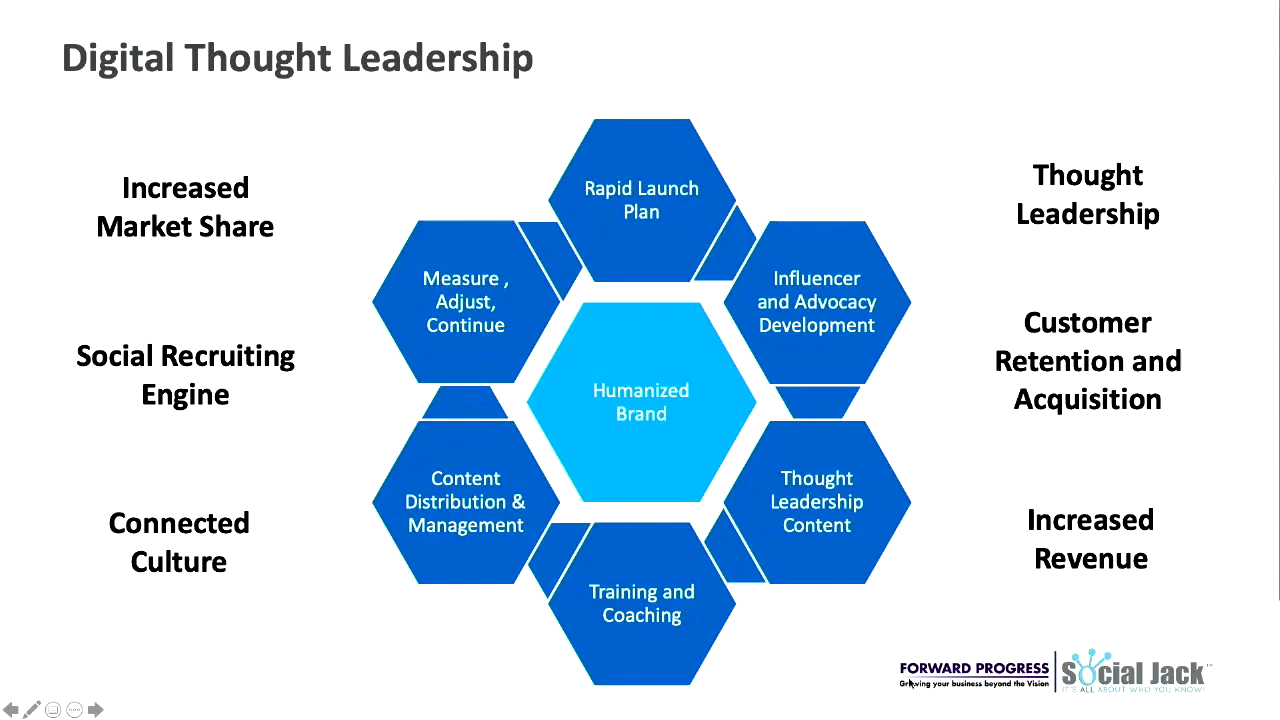 Digital Thought Leadership
Increased
Market Share
Social Recruiting
Engine
Connected
Culture
Rapid Launch
Plan
Influencer
and Advocacy
Development
Thought
Leadership
Content
Training and
Coaching
Content
Distribution &
Management
Measure ,
Adjust,
Continue
Humanized
Brand
Thought
Leadership
Customer
Retention and
Acquisition
Increased
Revenue
FORWARD PROGRESS
Growing your business beyond the Vision
Social Jack™
IT'S ALL ABOUT WHO YOU KNOW!